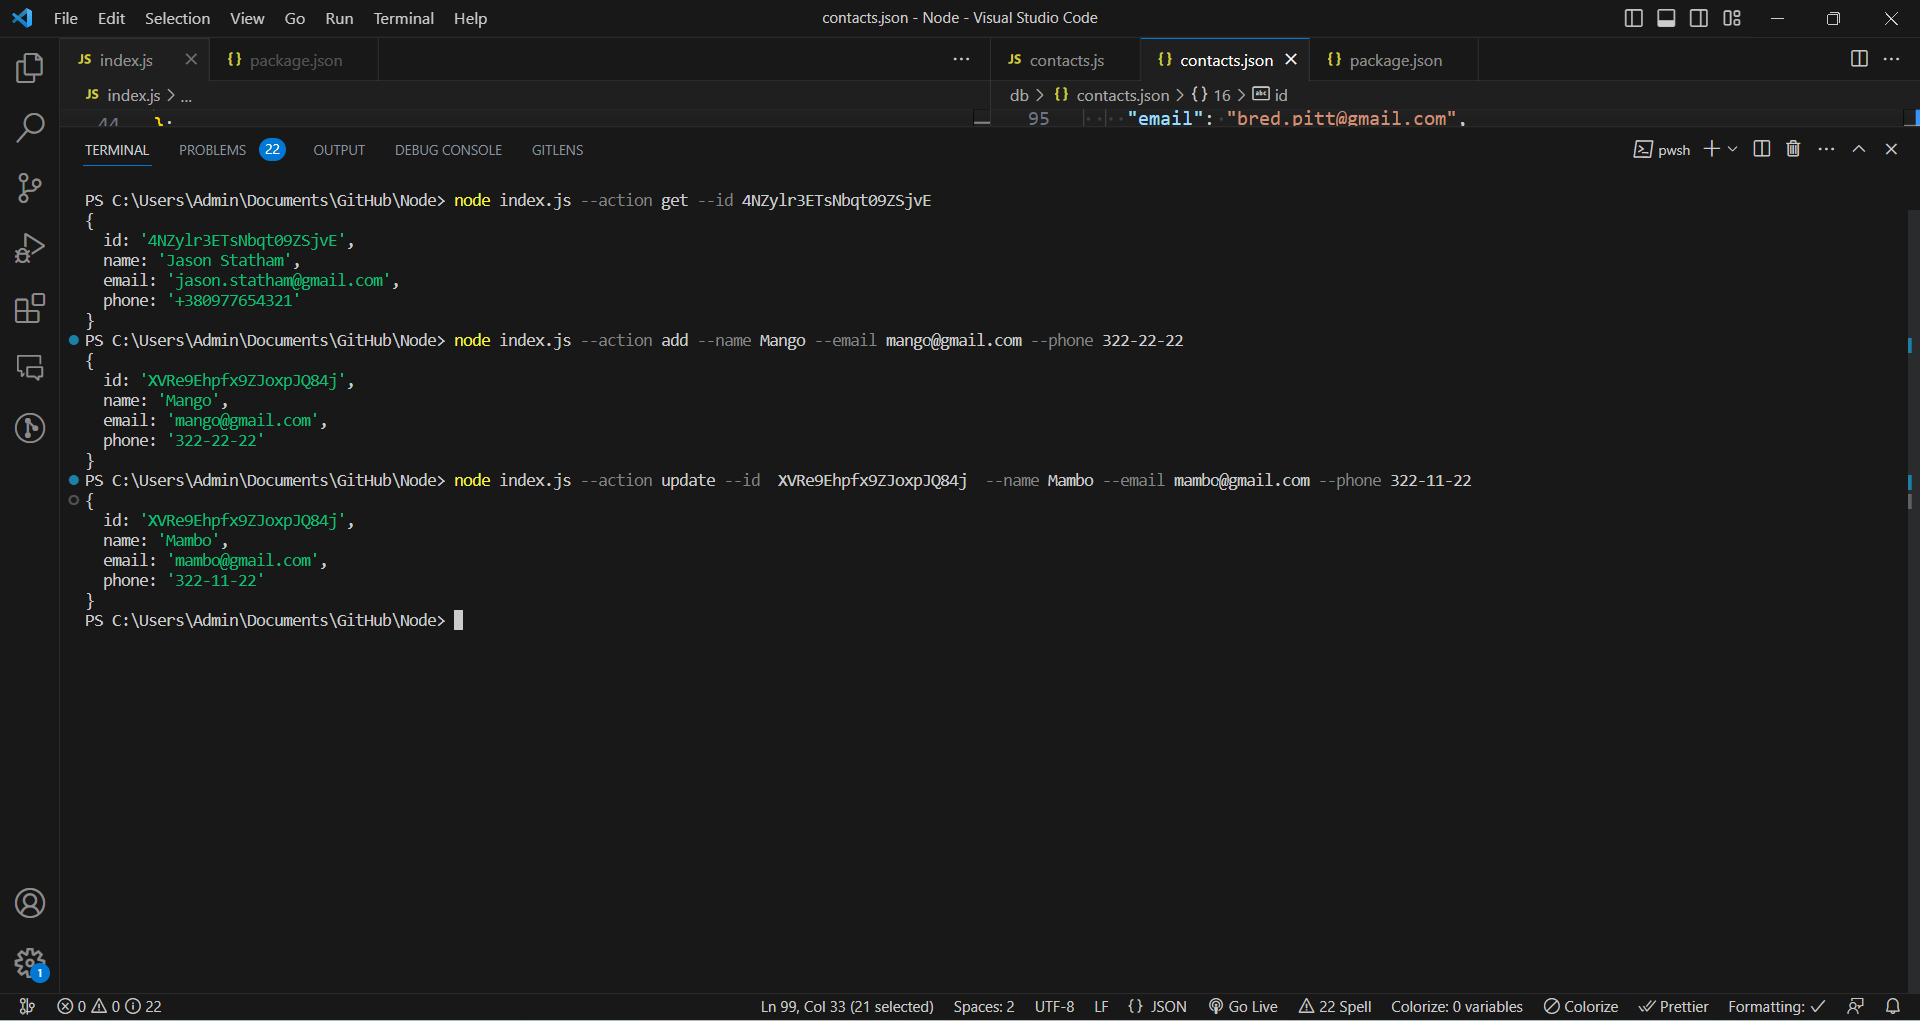 File Edit Selection View Go Run Terminal Help contacts.json - Node - Visual Studio Code
JS index.js {} package.json JS contacts.js {} contacts.json {} package.json
JS index.js > ... db > {} contacts.json > {} 16 > abc id
44 }; 95 "email": "bred.pitt@gmail.com",
TERMINAL PROBLEMS 22 OUTPUT DEBUG CONSOLE GITLENS pwsh
PS C:\Users\Admin\Documents\GitHub\Node> node index.js --action get --id 4NZylr3ETsNbqt09ZSjvE
{
id: '4NZylr3ETsNbqt09ZSjvE',
name: 'Jason Statham',
email: 'jason.statham@gmail.com',
phone: '+380977654321'
}
PS C:\Users\Admin\Documents\GitHub\Node> node index.js --action add --name Mango --email mango@gmail.com --phone 322-22-22
{
id: 'XVRe9Ehpfx9ZJoxpJQ84j',
name: 'Mango',
email: 'mango@gmail.com',
phone: '322-22-22'
}
PS C:\Users\Admin\Documents\GitHub\Node> node index.js --action update --id  XVRe9Ehpfx9ZJoxpJQ84j  --name Mambo --email mambo@gmail.com --phone 322-11-22
{
id: 'XVRe9Ehpfx9ZJoxpJQ84j',
name: 'Mambo',
email: 'mambo@gmail.com',
phone: '322-11-22'
}
PS C:\Users\Admin\Documents\GitHub\Node>
1
0 0 22 Ln 99, Col 33 (21 selected) Spaces: 2 UTF-8 LF {} JSON Go Live 22 Spell Colorize: 0 variables Colorize Prettier Formatting: ✓